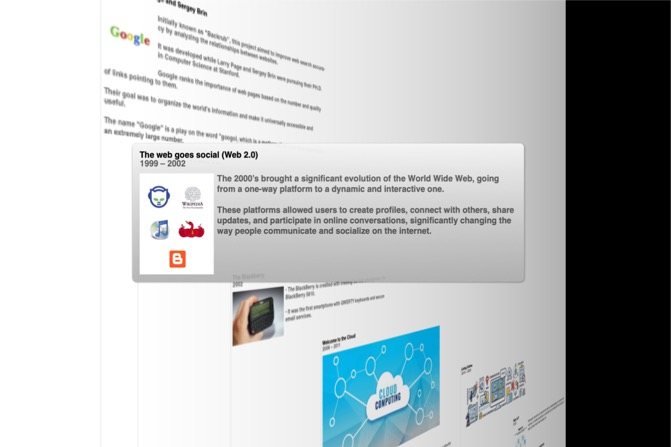 and Sergey Brin
Initially known as "Backrub", this project aimed to improve web search accura
cy by analyzing the relationships between websites.
Google
It was developed while Larry Page and Sergey Brin were pursuing their Ph.D.
in Computer Science at Stanford.
Google ranks the importance of web pages based on the number and quality
of links pointing to them.
Their goal was to organize the world's information and make it universally accessible and
useful.
The name "Google" is a play on the word "googol, which is a
an extremely large number.
The web goes social (Web 2.0)
1999 – 2002
The 2000's brought a significant evolution of the World Wide Web, going
from a one-way platform to a dynamic and interactive one.
WIKIPEDIA
These platforms allowed users to create profiles, connect with others, share
updates, and participate in online conversations, significantly changing the
way people communicate and socialize on the internet.
The BlackBerry
2002
- The BlackBerry is created with
BlackBerry 5810.
- It was the first smartphone with QWERTY keyboards and secure
email services.
Welcome to the Cloud
CLOUD
COMPUTING